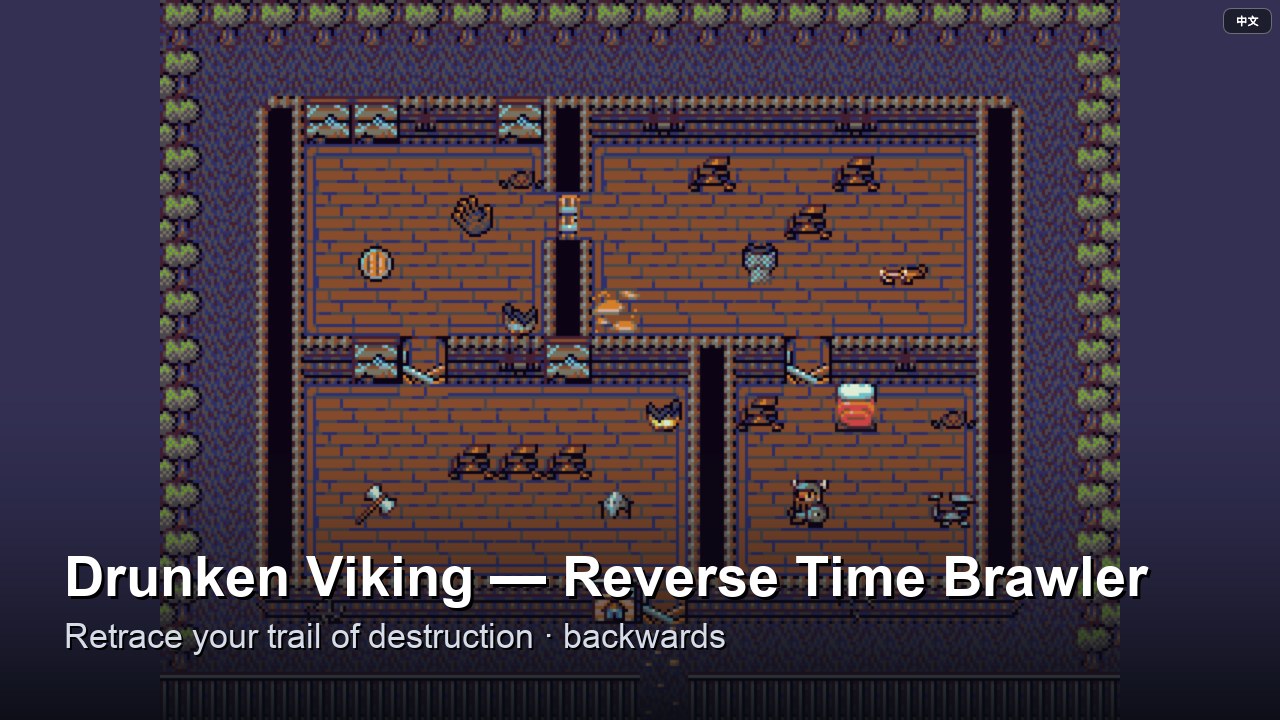 中文
Drunken Viking — Reverse Time Brawler
Retrace your trail of destruction · backwards